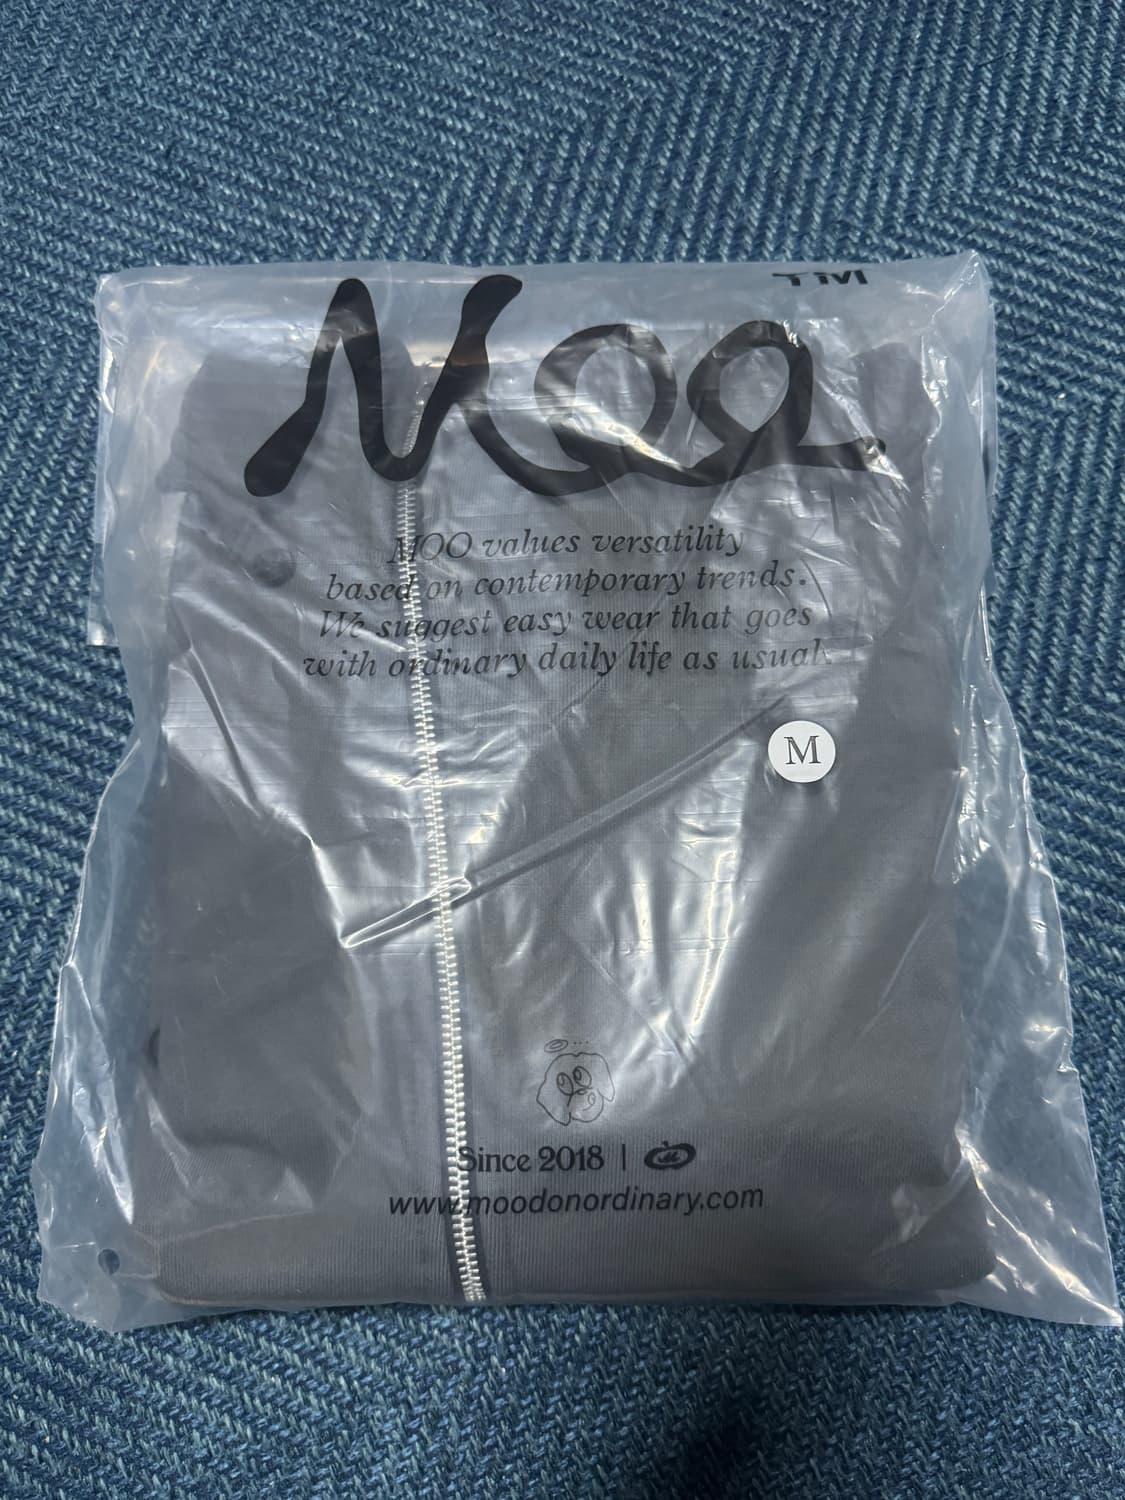 Moo
TM
MOO values versatility
based on contemporary trends.
We suggest easy wear that goes
with ordinary daily life as usual.
M
Since 2018 |
www.moodonordinary.com